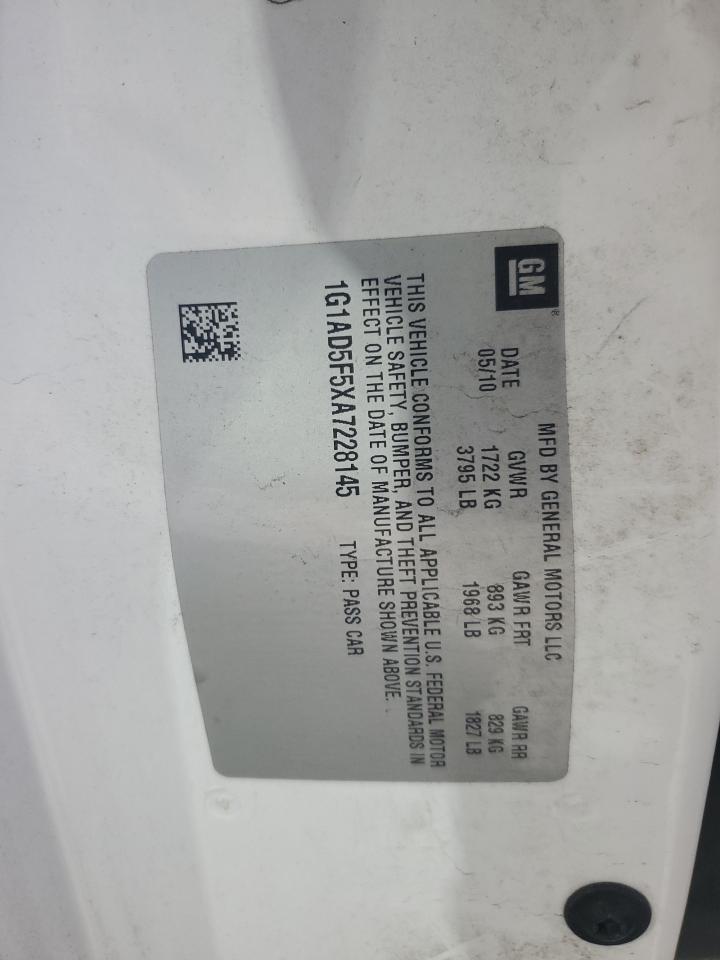 GM®
MFD BY GENERAL MOTORS LLC
DATE GVWR GAWR FRT GAWR RR
05/10 1722 KG 893 KG 829 KG
3795 LB 1968 LB 1827 LB
THIS VEHICLE CONFORMS TO ALL APPLICABLE U.S. FEDERAL MOTOR
VEHICLE SAFETY, BUMPER, AND THEFT PREVENTION STANDARDS IN
EFFECT ON THE DATE OF MANUFACTURE SHOWN ABOVE.
1G1AD5F5XA7228145 TYPE: PASS CAR